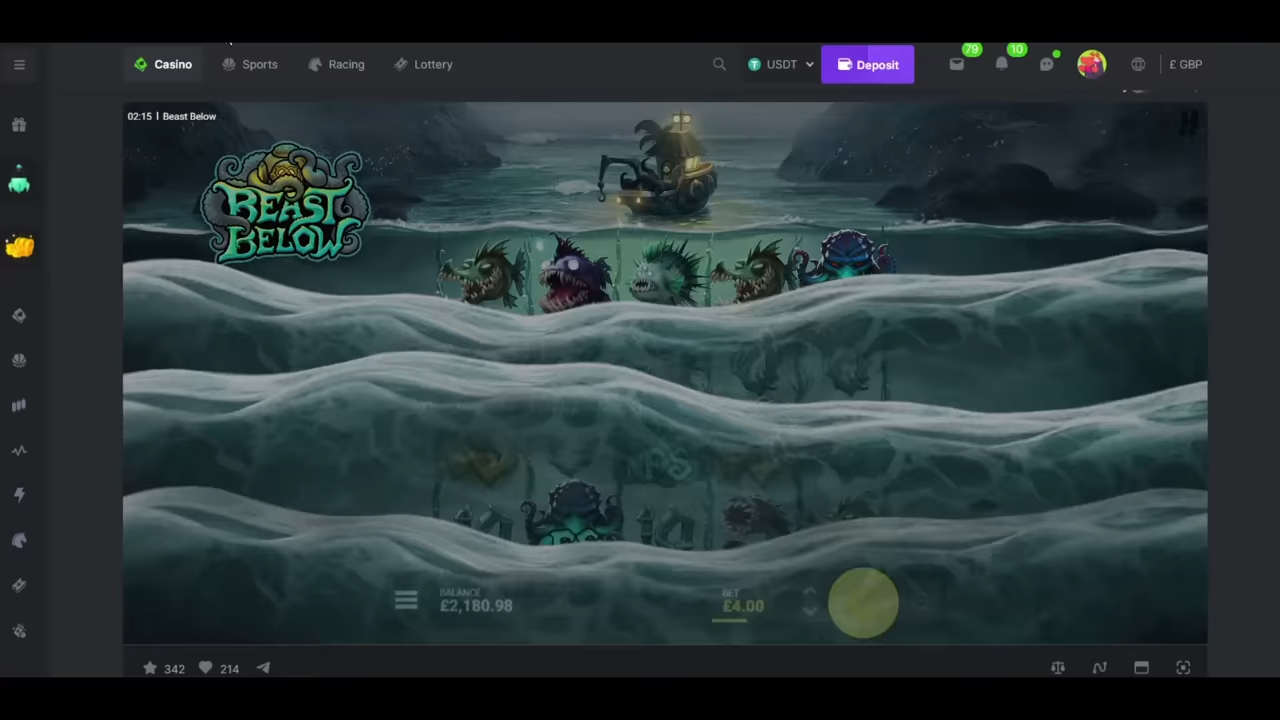 Casino
Sports
Racing
Lottery
USDT
Deposit
79
10
£ GBP
02:15 | Beast Below
BEAST
BELOW
BALANCE
£2,180.98
BET
£4.00
342
214